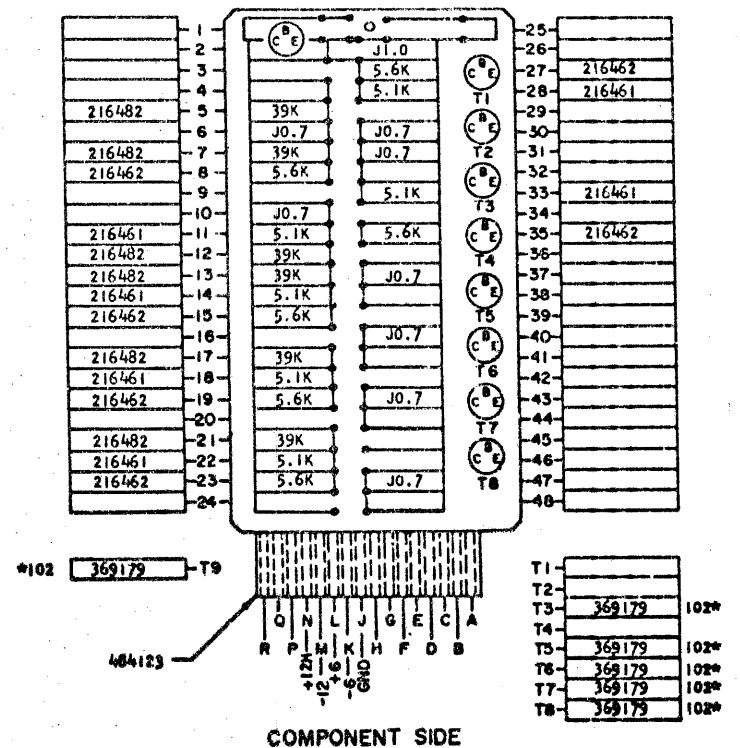 1 25
C B E
2 J1.0 26
3 5.6K C B E 27 216462
4 5.1K T1 28 216461
216482 5 39K 29
6 J0.7 J0.7 C B E 30
216482 7 39K J0.7 T2 31
216462 8 5.6K 32
9 5.1K C B E T3 33 216461
10 J0.7 34
216461 11 5.1K 5.6K C B E 35 216462
216482 12 39K T4 36
216482 13 39K J0.7 37
216461 14 5.1K C B E 38
216462 15 5.6K T5 39
16 J0.7 40
216482 17 39K C B E 41
216461 18 5.1K T6 42
216462 19 5.6K J0.7 C B E 43
20 T7 44
216482 21 39K 45
216461 22 5.1K C B E 46
216462 23 5.6K J0.7 T8 47
24 48
*102 369179 T9
T1
T2
T3 369179 102*
T4
T5 369179 102*
T6 369179 102*
T7 369179 102*
T8 369179 102*
Q N L J G E C A
R P M K H F D B
+12M -12 +6 -6 GND
484123
COMPONENT SIDE